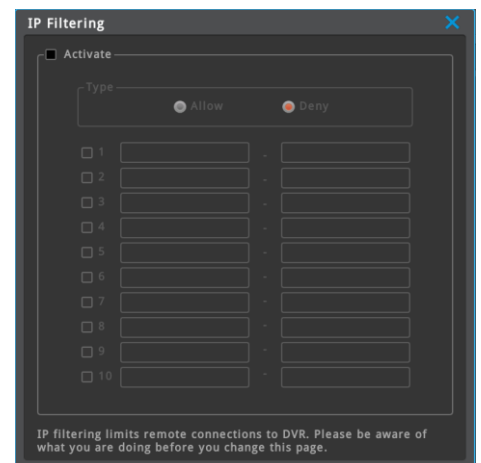 IP Filtering
Activate
Type
Allow Deny
1 -
2 -
3 -
4 -
5 -
6 -
7 -
8 -
9 -
10 -
IP filtering limits remote connections to DVR. Please be aware of
what you are doing before you change this page.